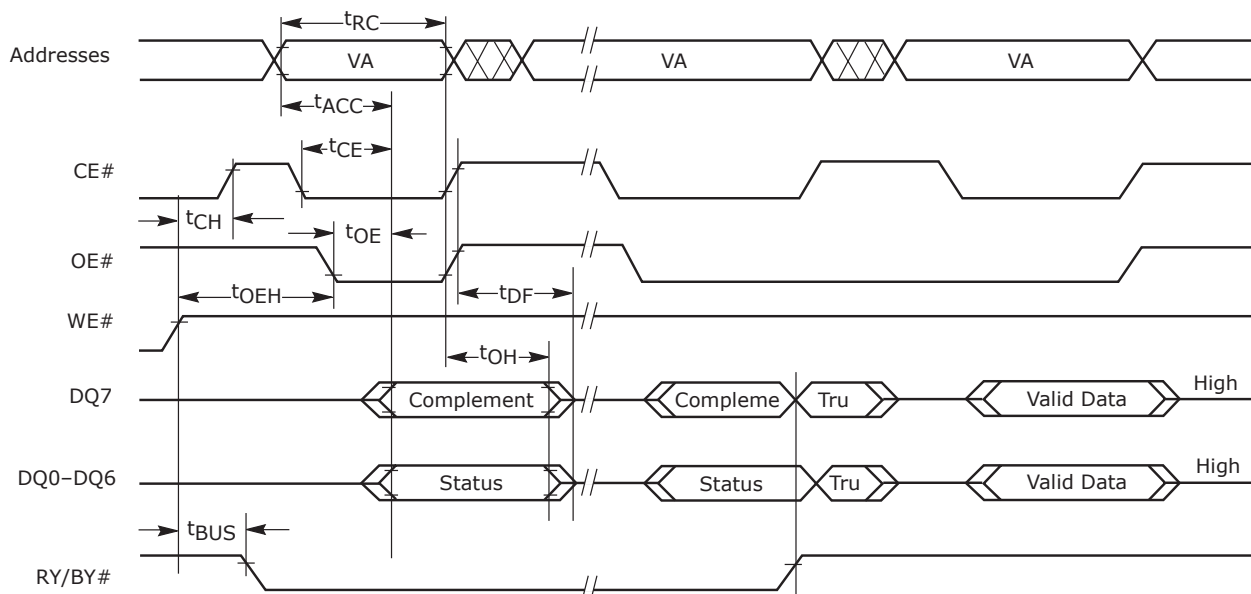 tRC
Addresses VA VA VA
tACC
tCE
CE#
tCH
tOE
OE#
tOEH tDF
WE#
tOH
DQ7 Complement Compleme Tru Valid Data High
DQ0–DQ6 Status Status Tru Valid Data High
tBUS
RY/BY#